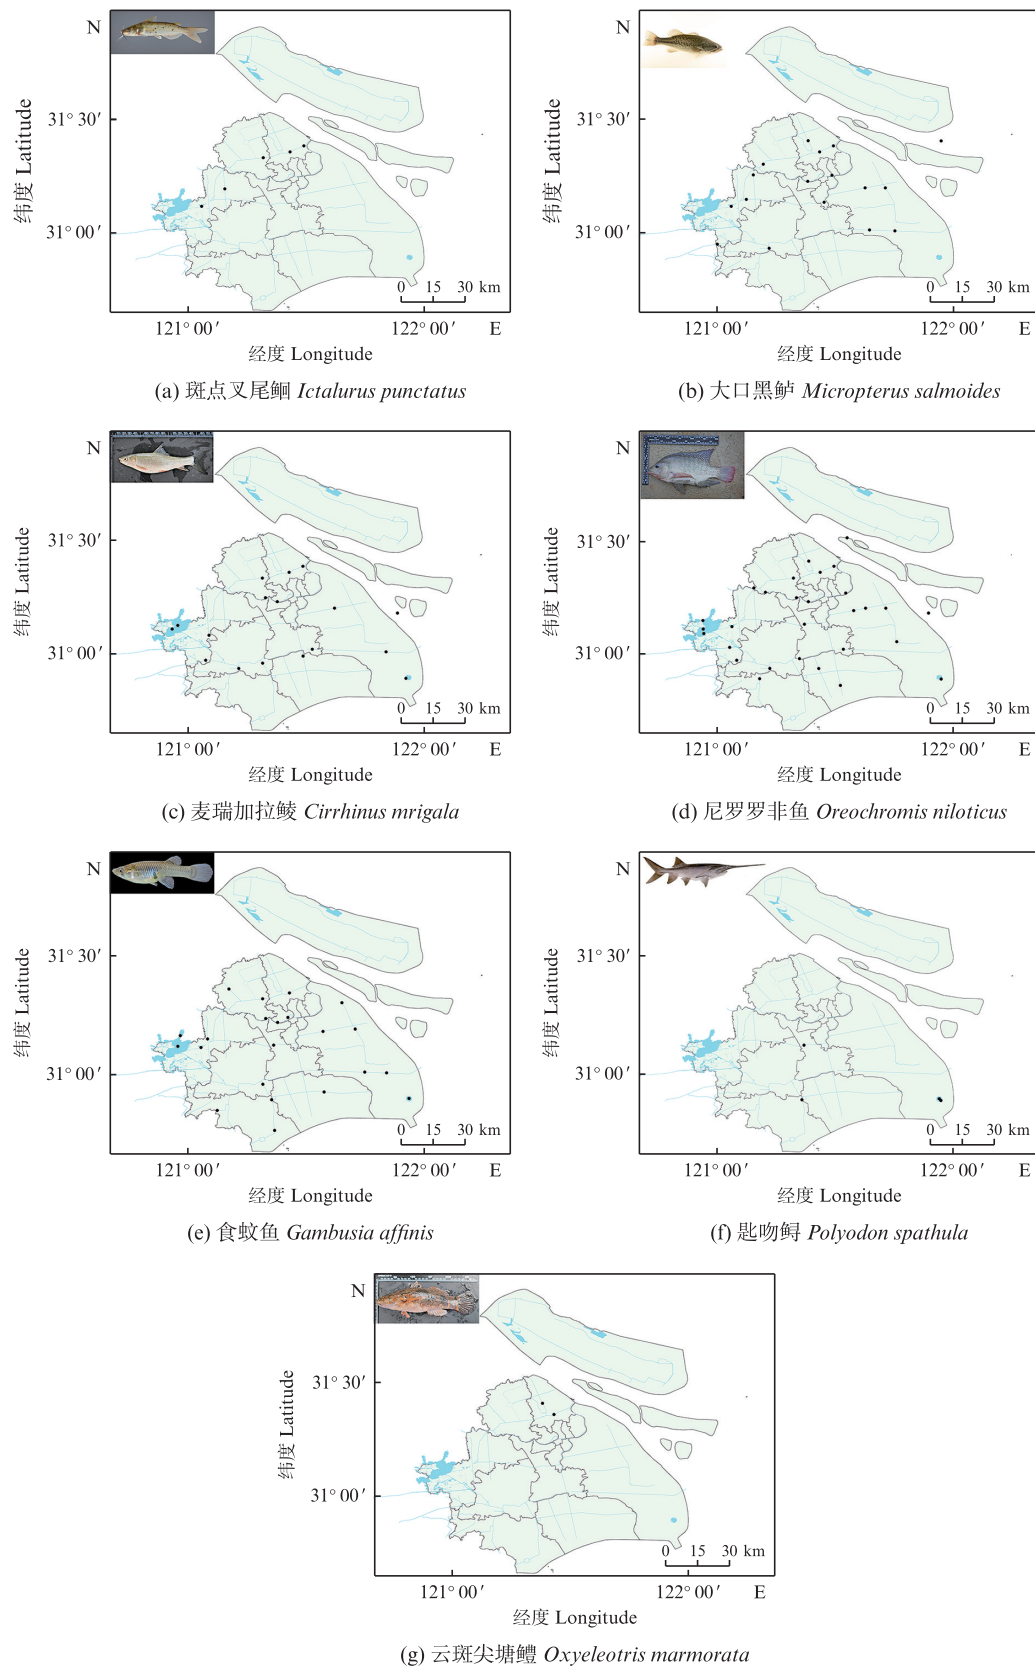 N
纬度 Latitude
31°30′
31°00′
0 15 30 km
121°00′ 122°00′ E
经度 Longitude
(a) 斑点叉尾鮰 Ictalurus punctatus
N
纬度 Latitude
31°30′
31°00′
0 15 30 km
121°00′ 122°00′ E
经度 Longitude
(b) 大口黑鲈 Micropterus salmoides
N
纬度 Latitude
31°30′
31°00′
0 15 30 km
121°00′ 122°00′ E
经度 Longitude
(c) 麦瑞加拉鲮 Cirrhinus mrigala
N
纬度 Latitude
31°30′
31°00′
0 15 30 km
121°00′ 122°00′ E
经度 Longitude
(d) 尼罗罗非鱼 Oreochromis niloticus
N
纬度 Latitude
31°30′
31°00′
0 15 30 km
121°00′ 122°00′ E
经度 Longitude
(e) 食蚊鱼 Gambusia affinis
N
纬度 Latitude
31°30′
31°00′
0 15 30 km
121°00′ 122°00′ E
经度 Longitude
(f) 匙吻鲟 Polyodon spathula
N
纬度 Latitude
31°30′
31°00′
0 15 30 km
121°00′ 122°00′ E
经度 Longitude
(g) 云斑尖塘鳢 Oxyeleotris marmorata